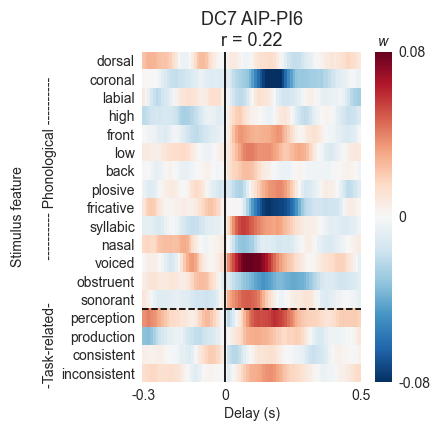 DC7 AIP-PI6
r = 0.22
w
dorsal
coronal
labial
high
front
low
back
plosive
fricative
syllabic
nasal
voiced
obstruent
sonorant
perception
production
consistent
inconsistent
Stimulus feature
-Task-related- ---------- Phonological ----------
0.08
0
-0.08
-0.3 0 0.5
Delay (s)